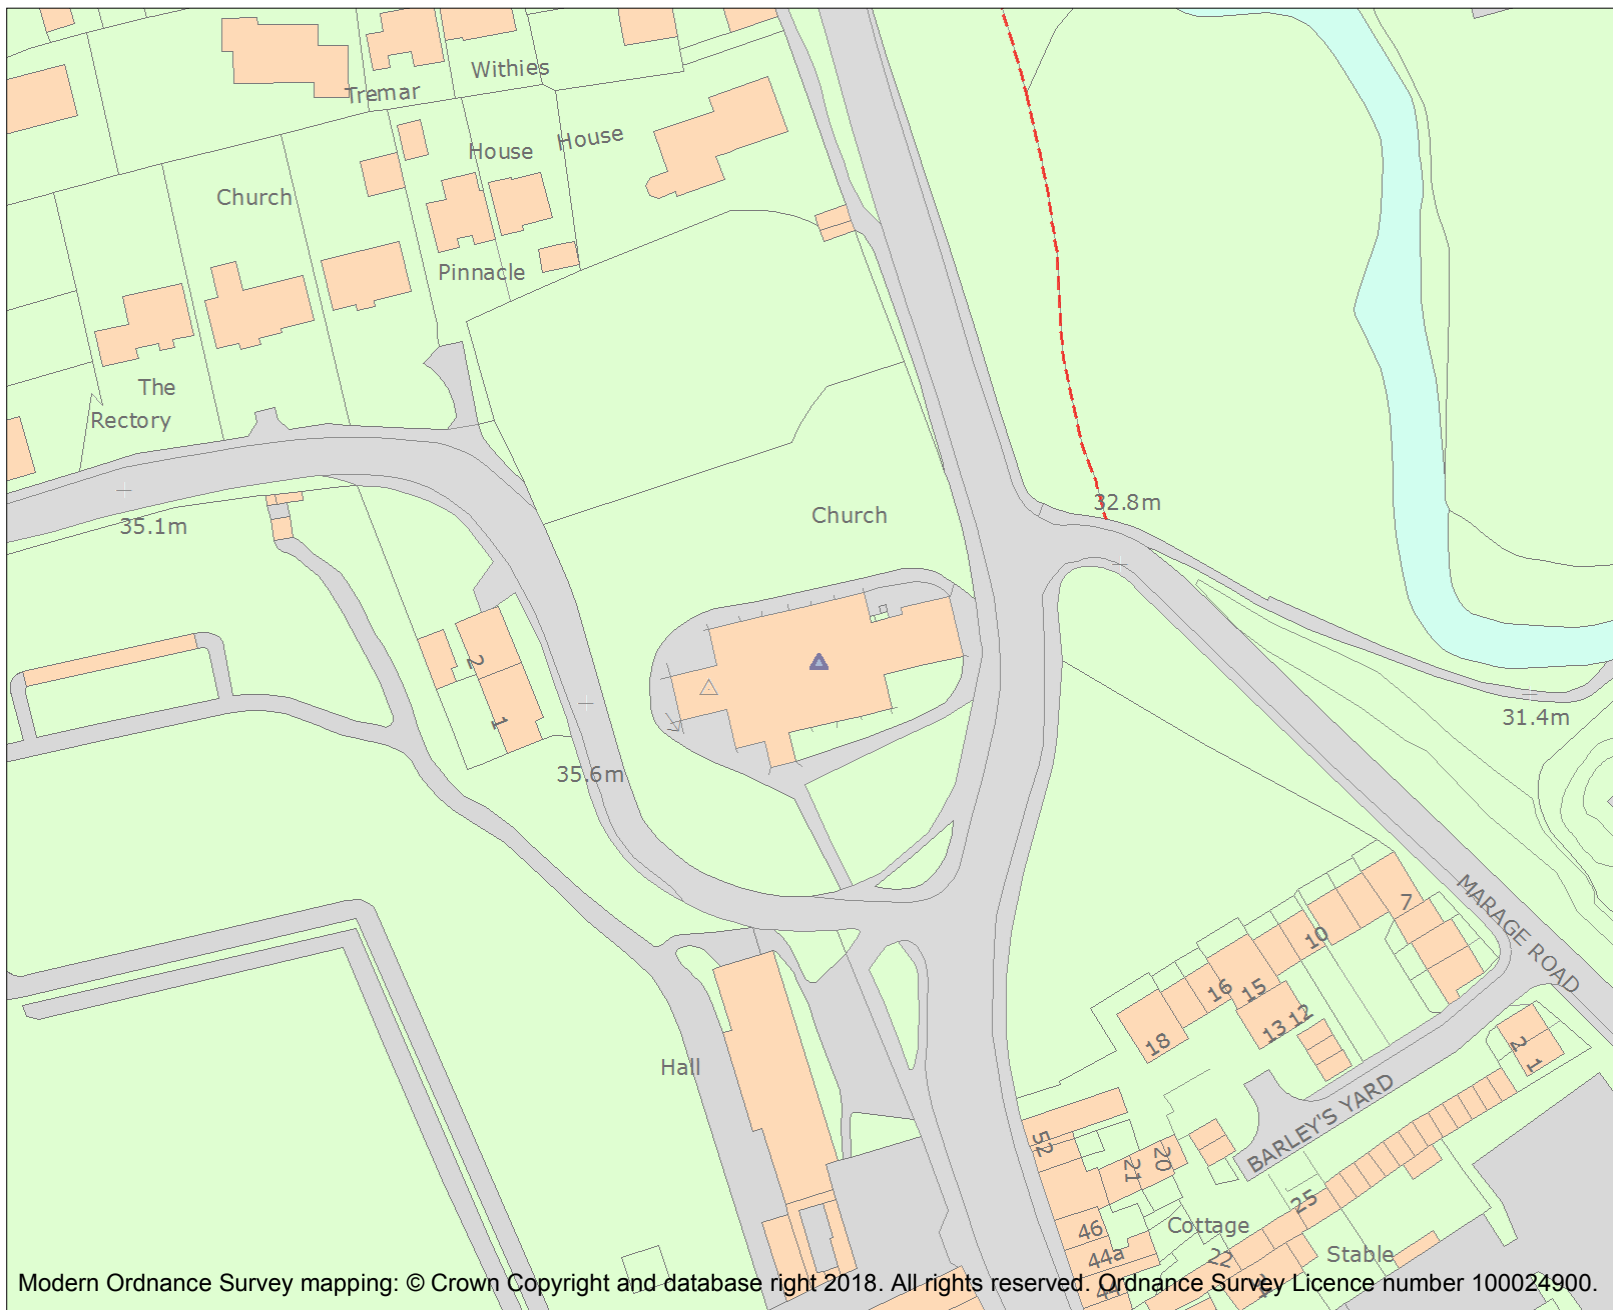 Withies
Tremar
House
House
Church
Pinnacle
The
Rectory
Church
32.8m
35.1m
2
1
35.6m
31.4m
MARAGE ROAD
7
10
16
15
13
12
18
Hall
2
1
BARLEY'S YARD
52
21
20
25
46
Cottage
44a
22
Stable
44
Modern Ordnance Survey mapping: © Crown Copyright and database right 2018. All rights reserved. Ordnance Survey Licence number 100024900.